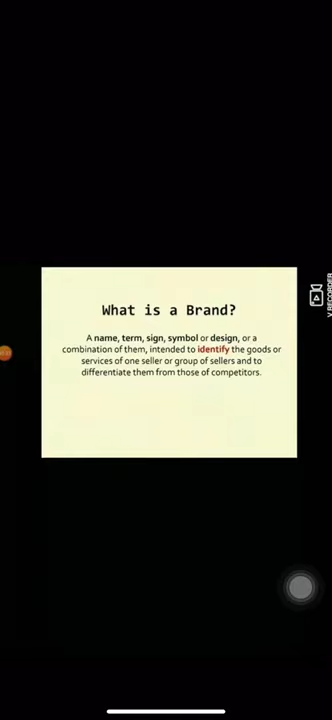 What is a Brand?
A name, term, sign, symbol or design, or a
combination of them, intended to identify the goods or
services of one seller or group of sellers and to
differentiate them from those of competitors.
V RECORDER